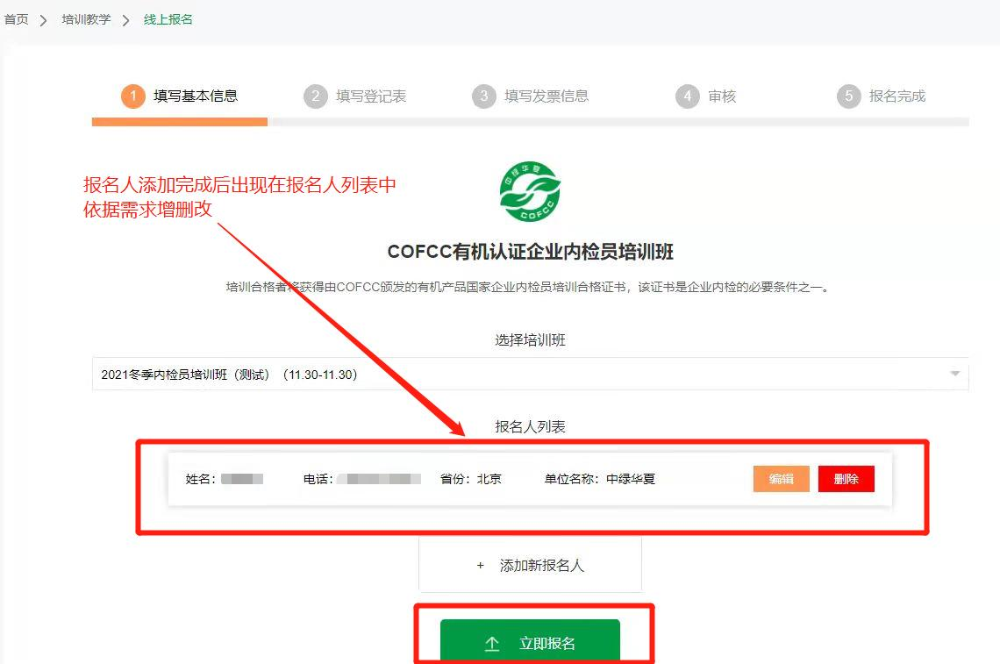 首页 培训教学 线上报名
1 填写基本信息 2 填写登记表 3 填写发票信息 4 审核 5 报名完成
中绿华夏
COFCC
报名人添加完成后出现在报名人列表中
依据需求增删改
COFCC有机认证企业内检员培训班
培训合格者将获得由COFCC颁发的有机产品国家企业内检员培训合格证书，该证书是企业内检的必要条件之一。
选择培训班
2021冬季内检员培训班（测试）（11.30-11.30）
报名人列表
姓名： 电话： 省份：北京 单位名称：中绿华夏 编辑 删除
+ 添加新报名人
立即报名